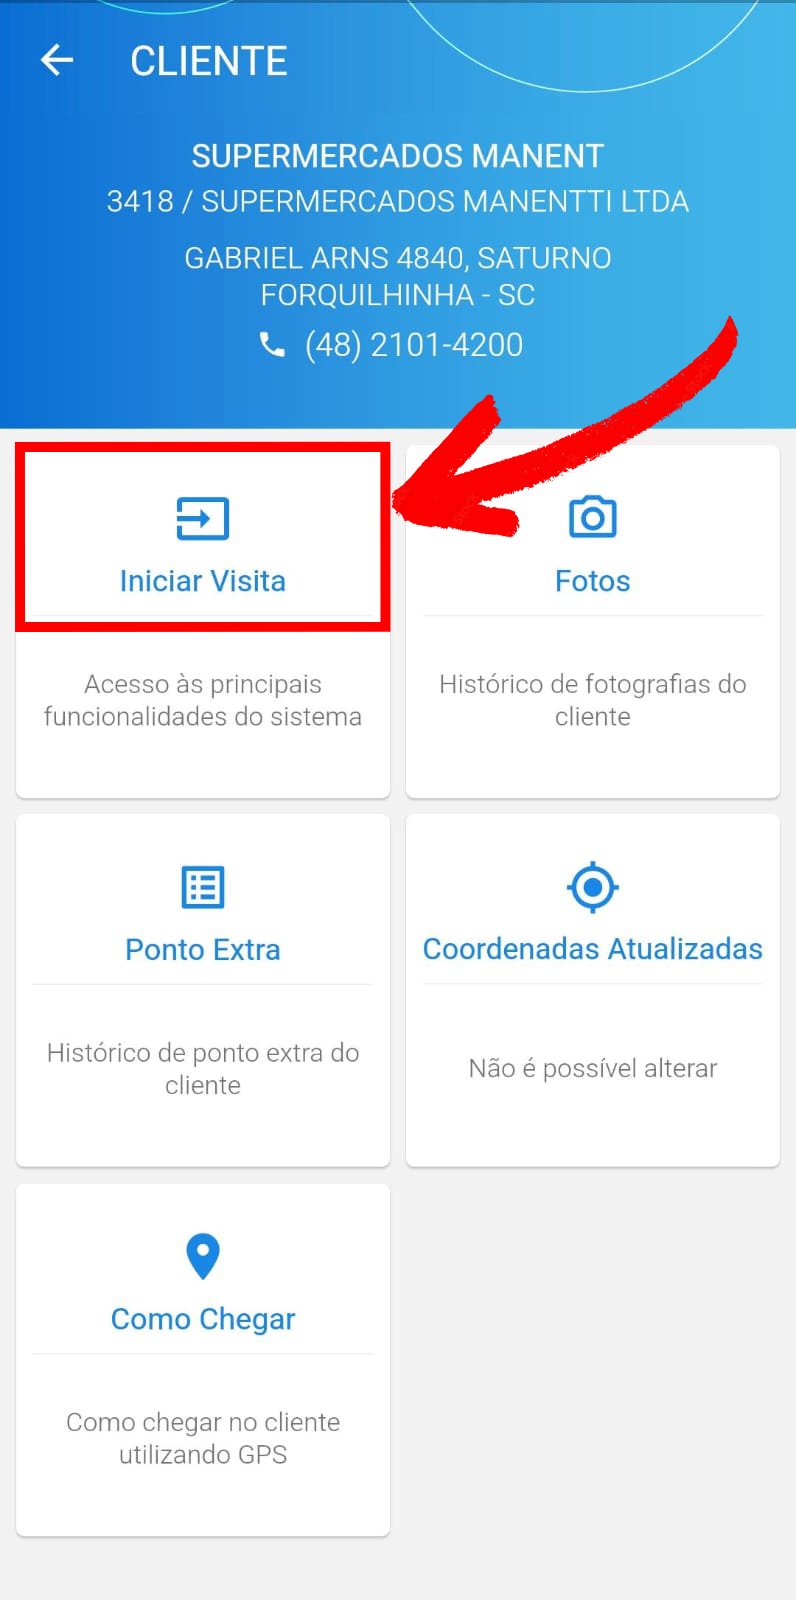 CLIENTE
SUPERMERCADOS MANENT
3418 / SUPERMERCADOS MANENTTI LTDA
GABRIEL ARNS 4840, SATURNO
FORQUILHINHA - SC
(48) 2101-4200
Iniciar Visita
Acesso às principais
funcionalidades do sistema
Fotos
Histórico de fotografias do
cliente
Ponto Extra
Histórico de ponto extra do
cliente
Coordenadas Atualizadas
Não é possível alterar
Como Chegar
Como chegar no cliente
utilizando GPS